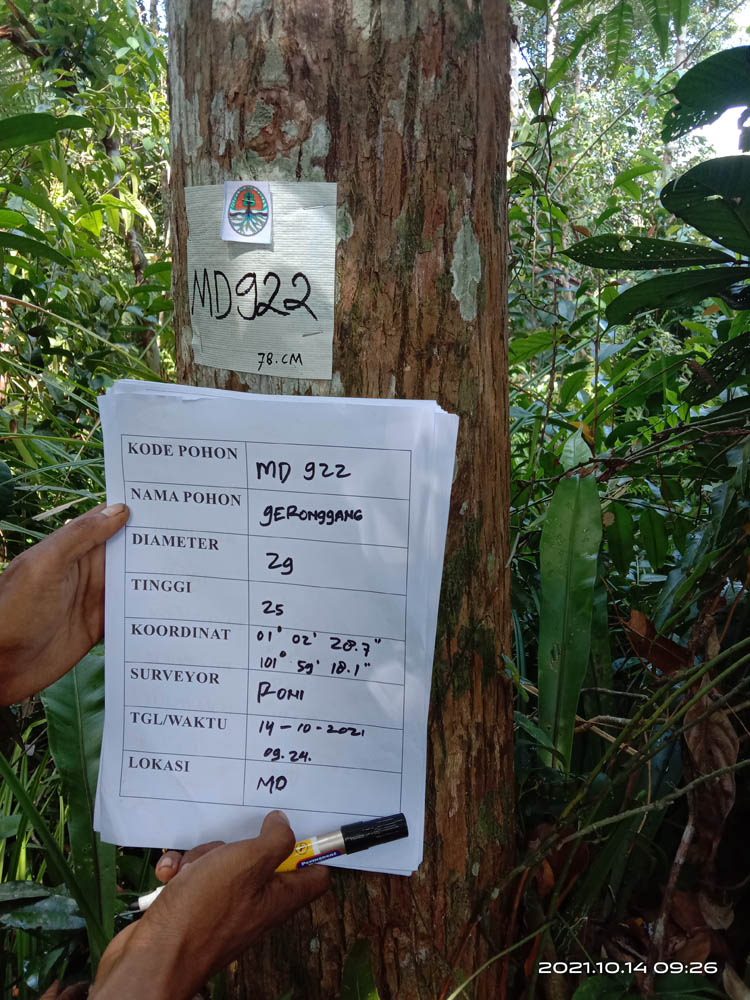 MD922
78.CM
KODE POHON MD 922
NAMA POHON GERONGGANG
DIAMETER 29
TINGGI 25
KOORDINAT 01° 02' 28.7"
101° 59' 18.1"
SURVEYOR RONI
TGL/WAKTU 14-10-2021
09.24.
LOKASI MD
Permanent
2021.10.14 09:26